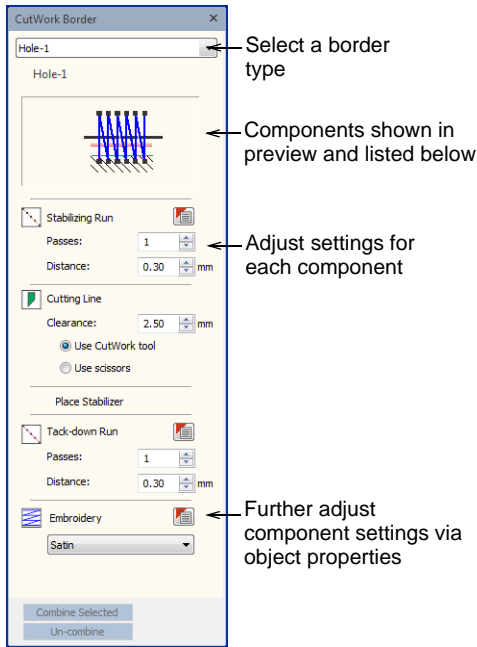 CutWork Border ×
Hole-1
Select a border
type
Hole-1
Components shown in
preview and listed below
Stabilizing Run
Passes: 1
Distance: 0.30 mm
Adjust settings for
each component
Cutting Line
Clearance: 2.50 mm
Use CutWork tool
Use scissors
Place Stabilizer
Tack-down Run
Passes: 1
Distance: 0.30 mm
Embroidery
Satin
Further adjust
component settings via
object properties
Combine Selected
Un-combine